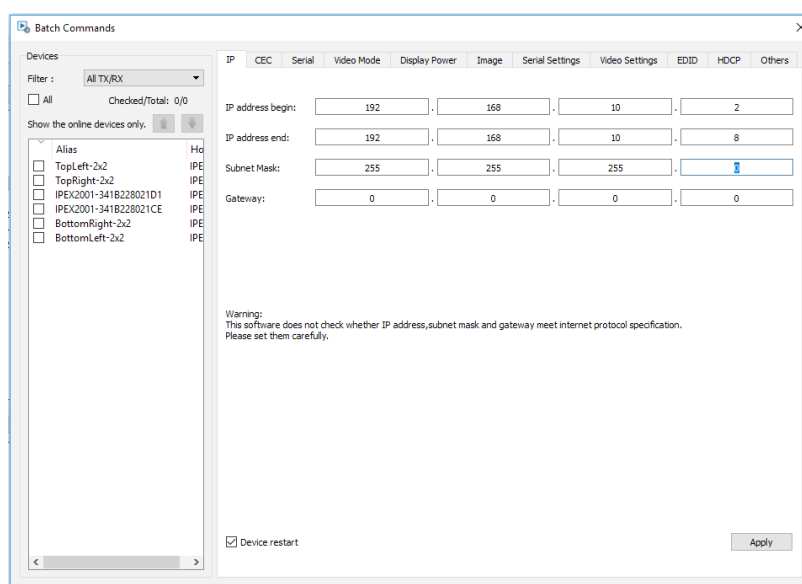 Batch Commands
Devices
Filter : All TX/RX
All Checked/Total: 0/0
Show the online devices only.
Alias Ho
TopLeft-2x2 IPE
TopRight-2x2 IPE
IPEX2001-341B228021D1 IPE
IPEX2001-341B228021CE IPE
BottomRight-2x2 IPE
BottomLeft-2x2 IPE
IP CEC Serial Video Mode Display Power Image Serial Settings Video Settings EDID HDCP Others
IP address begin: 192 . 168 . 10 . 2
IP address end: 192 . 168 . 10 . 8
Subnet Mask: 255 . 255 . 255 . 0
Gateway: 0 . 0 . 0 . 0
Warning:
This software does not check whether IP address,subnet mask and gateway meet internet protocol specification.
Please set them carefully.
Device restart
Apply